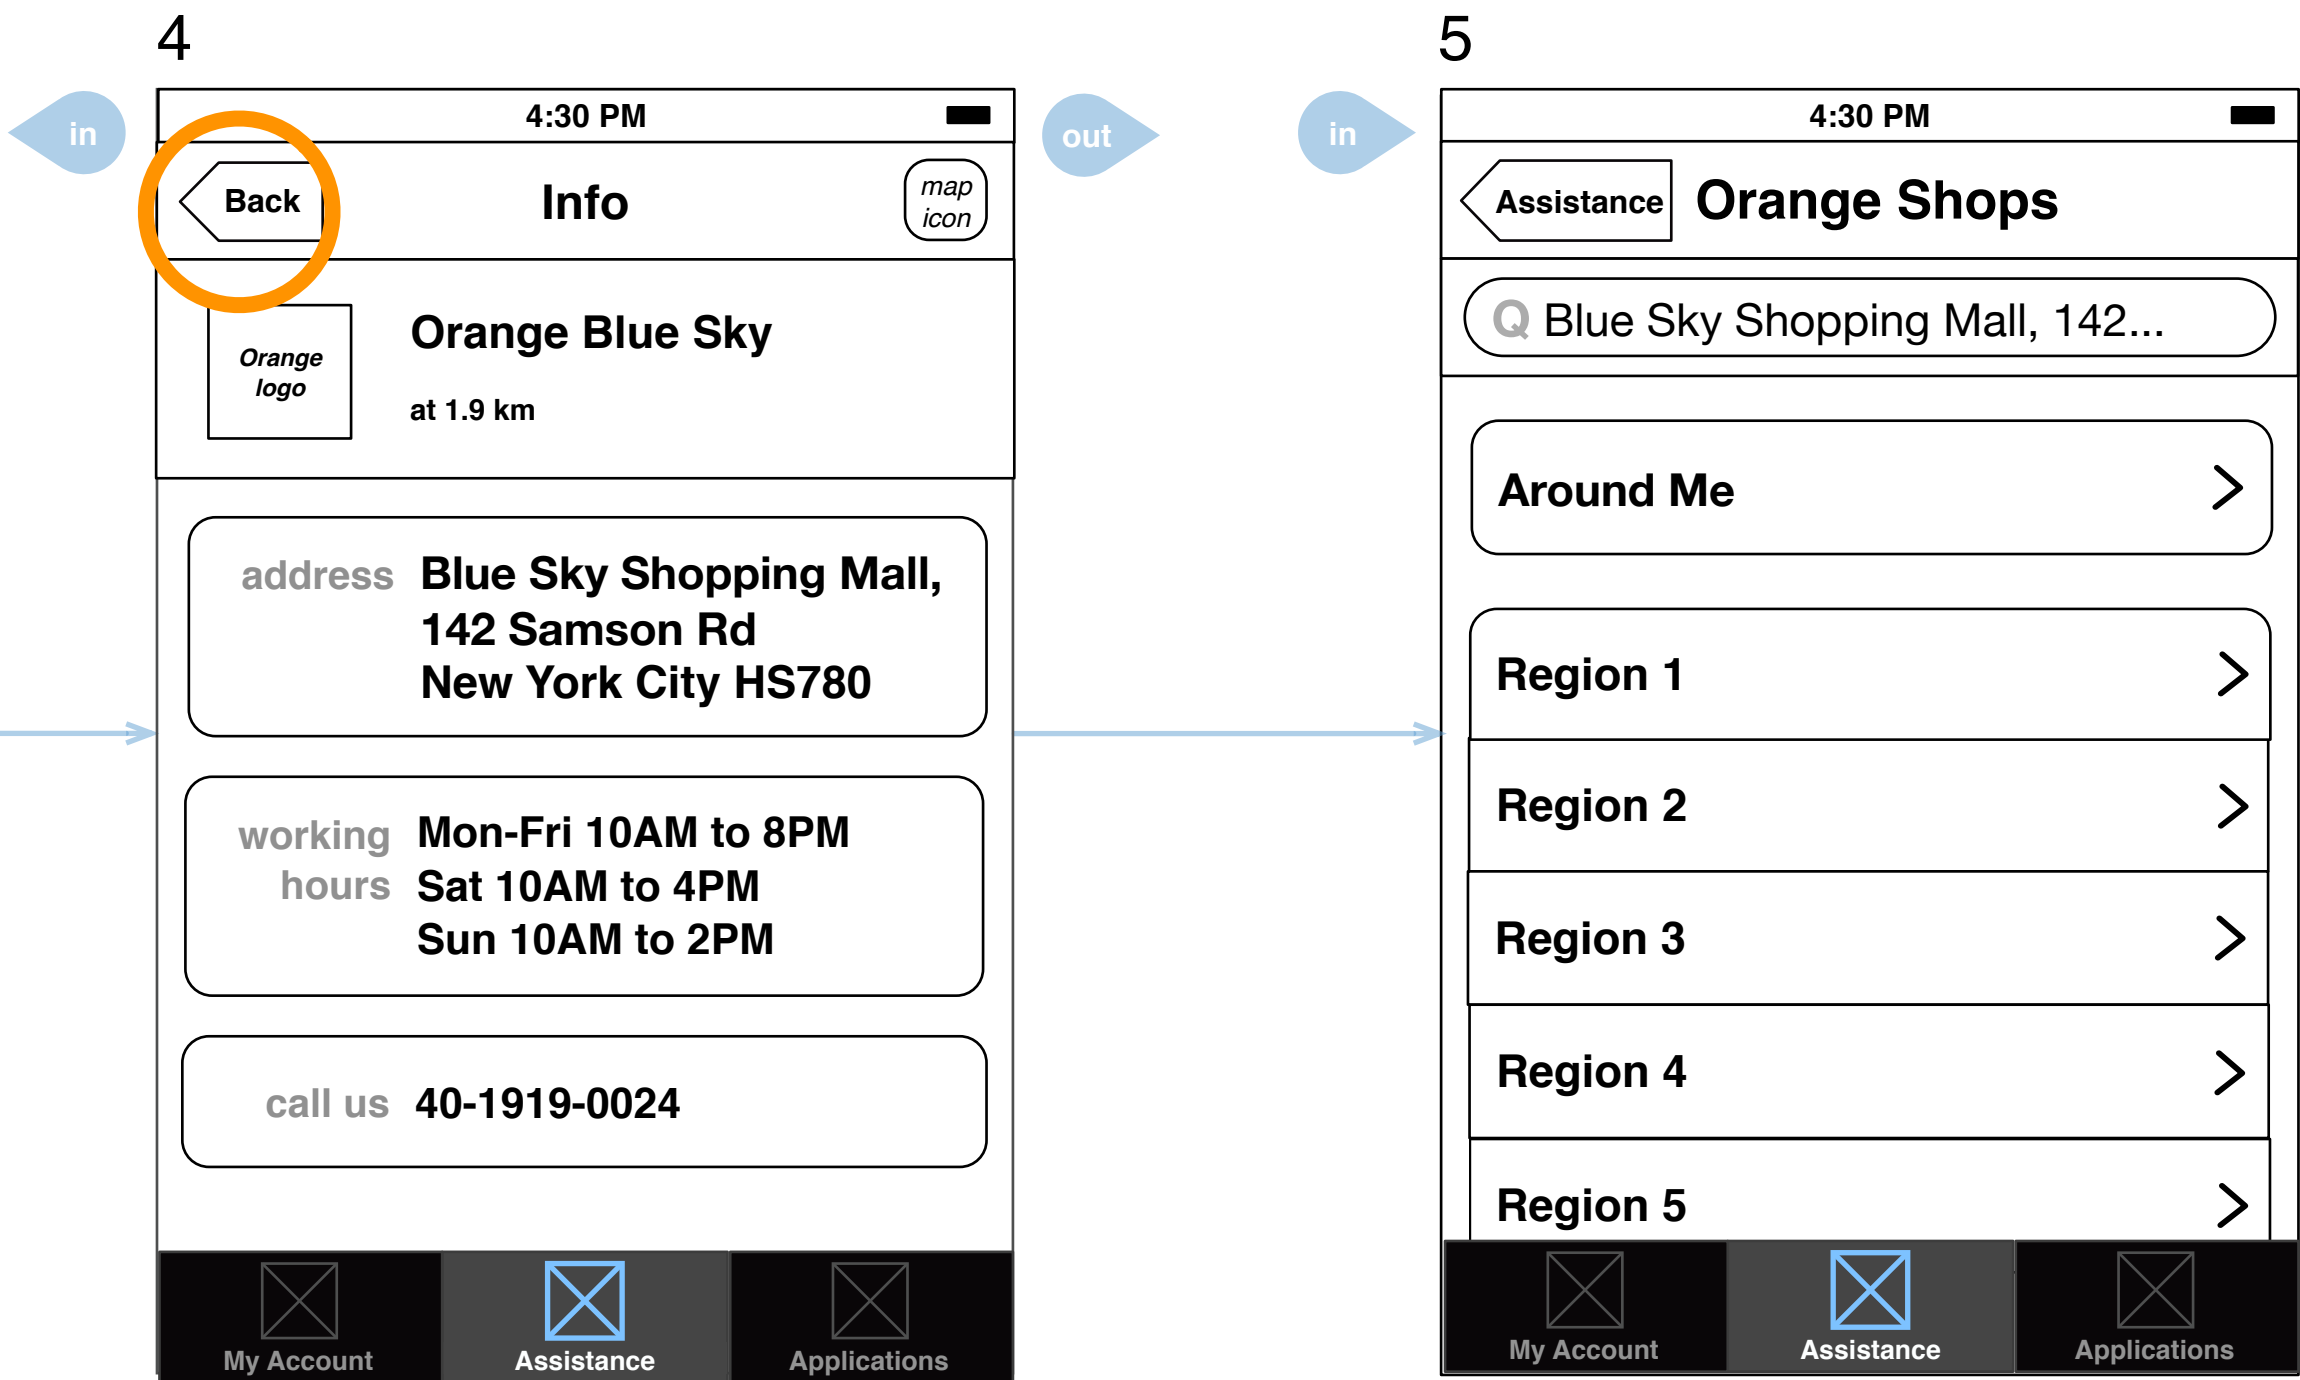 4
in
4:30 PM
Back
Info
map
icon
Orange
logo
Orange Blue Sky
at 1.9 km
address
Blue Sky Shopping Mall,
142 Samson Rd
New York City HS780
working
hours
Mon-Fri 10AM to 8PM
Sat 10AM to 4PM
Sun 10AM to 2PM
call us
40-1919-0024
My Account
Assistance
Applications
out
5
in
4:30 PM
Assistance
Orange Shops
Q Blue Sky Shopping Mall, 142...
Around Me
Region 1
Region 2
Region 3
Region 4
Region 5
My Account
Assistance
Applications